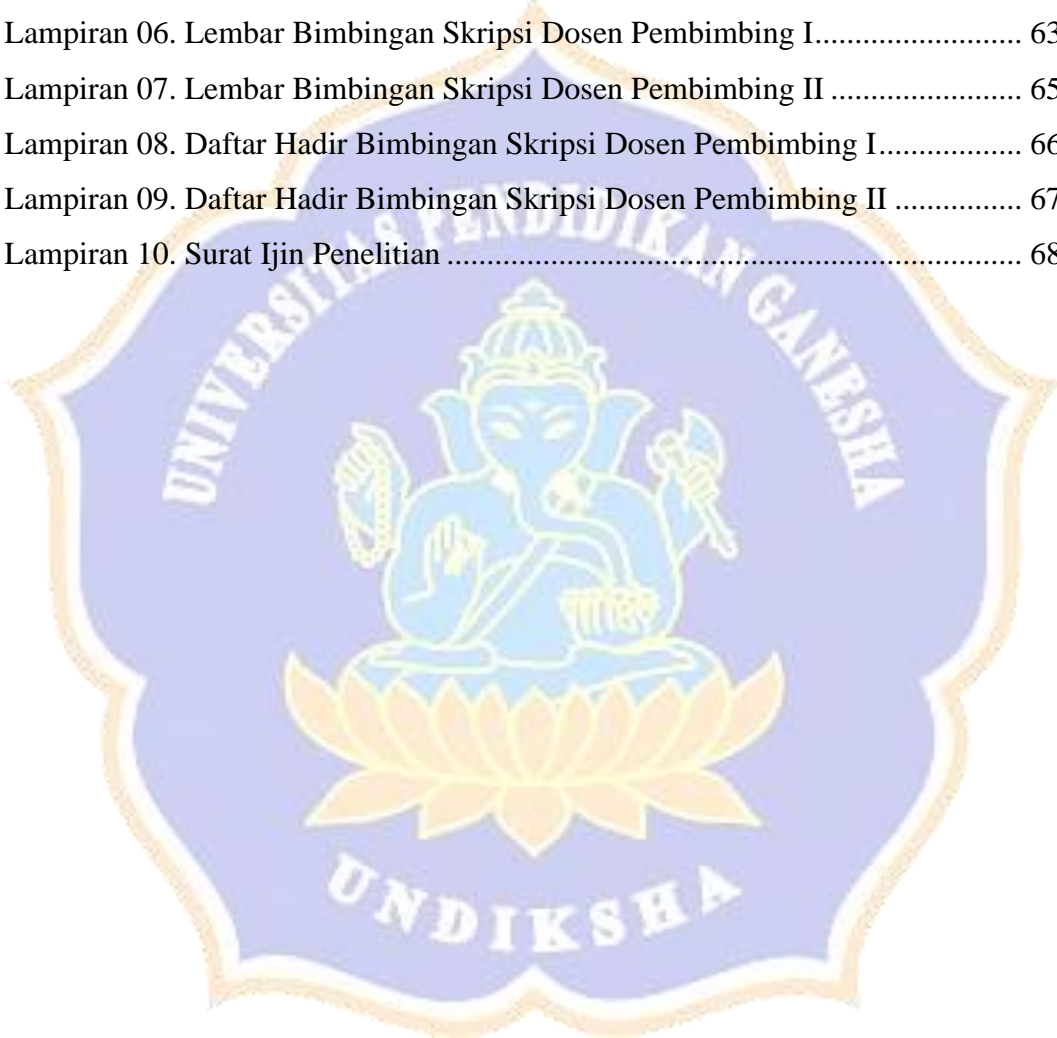 Lampiran 06. Lembar Bimbingan Skripsi Dosen Pembimbing I........................ 63
Lampiran 07. Lembar Bimbingan Skripsi Dosen Pembimbing II ...................... 65
Lampiran 08. Daftar Hadir Bimbingan Skripsi Dosen Pembimbing I................. 66
Lampiran 09. Daftar Hadir Bimbingan Skripsi Dosen Pembimbing II ............... 67
Lampiran 10. Surat Ijin Penelitian ..................................................................... 68
UNIVERSITAS PENDIDIKAN GANESHA
UNDIKSHA